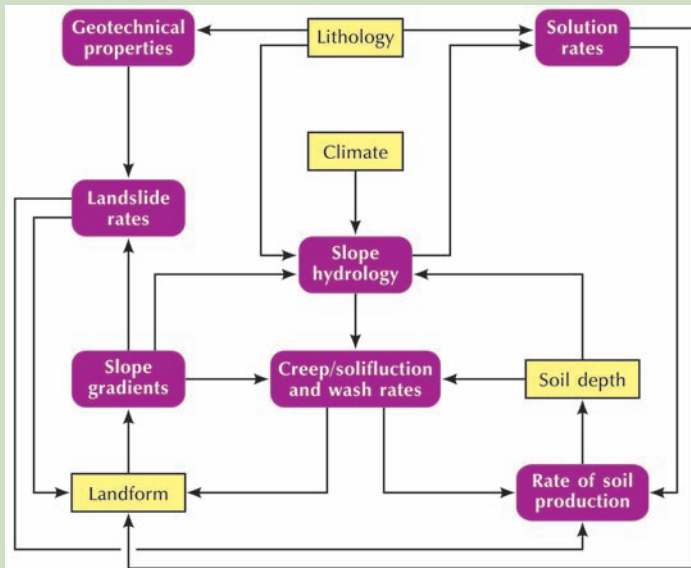 Geotechnical
properties
Lithology
Solution
rates
Climate
Landslide
rates
Slope
hydrology
Slope
gradients
Creep/solifluction
and wash rates
Soil depth
Landform
Rate of soil
production